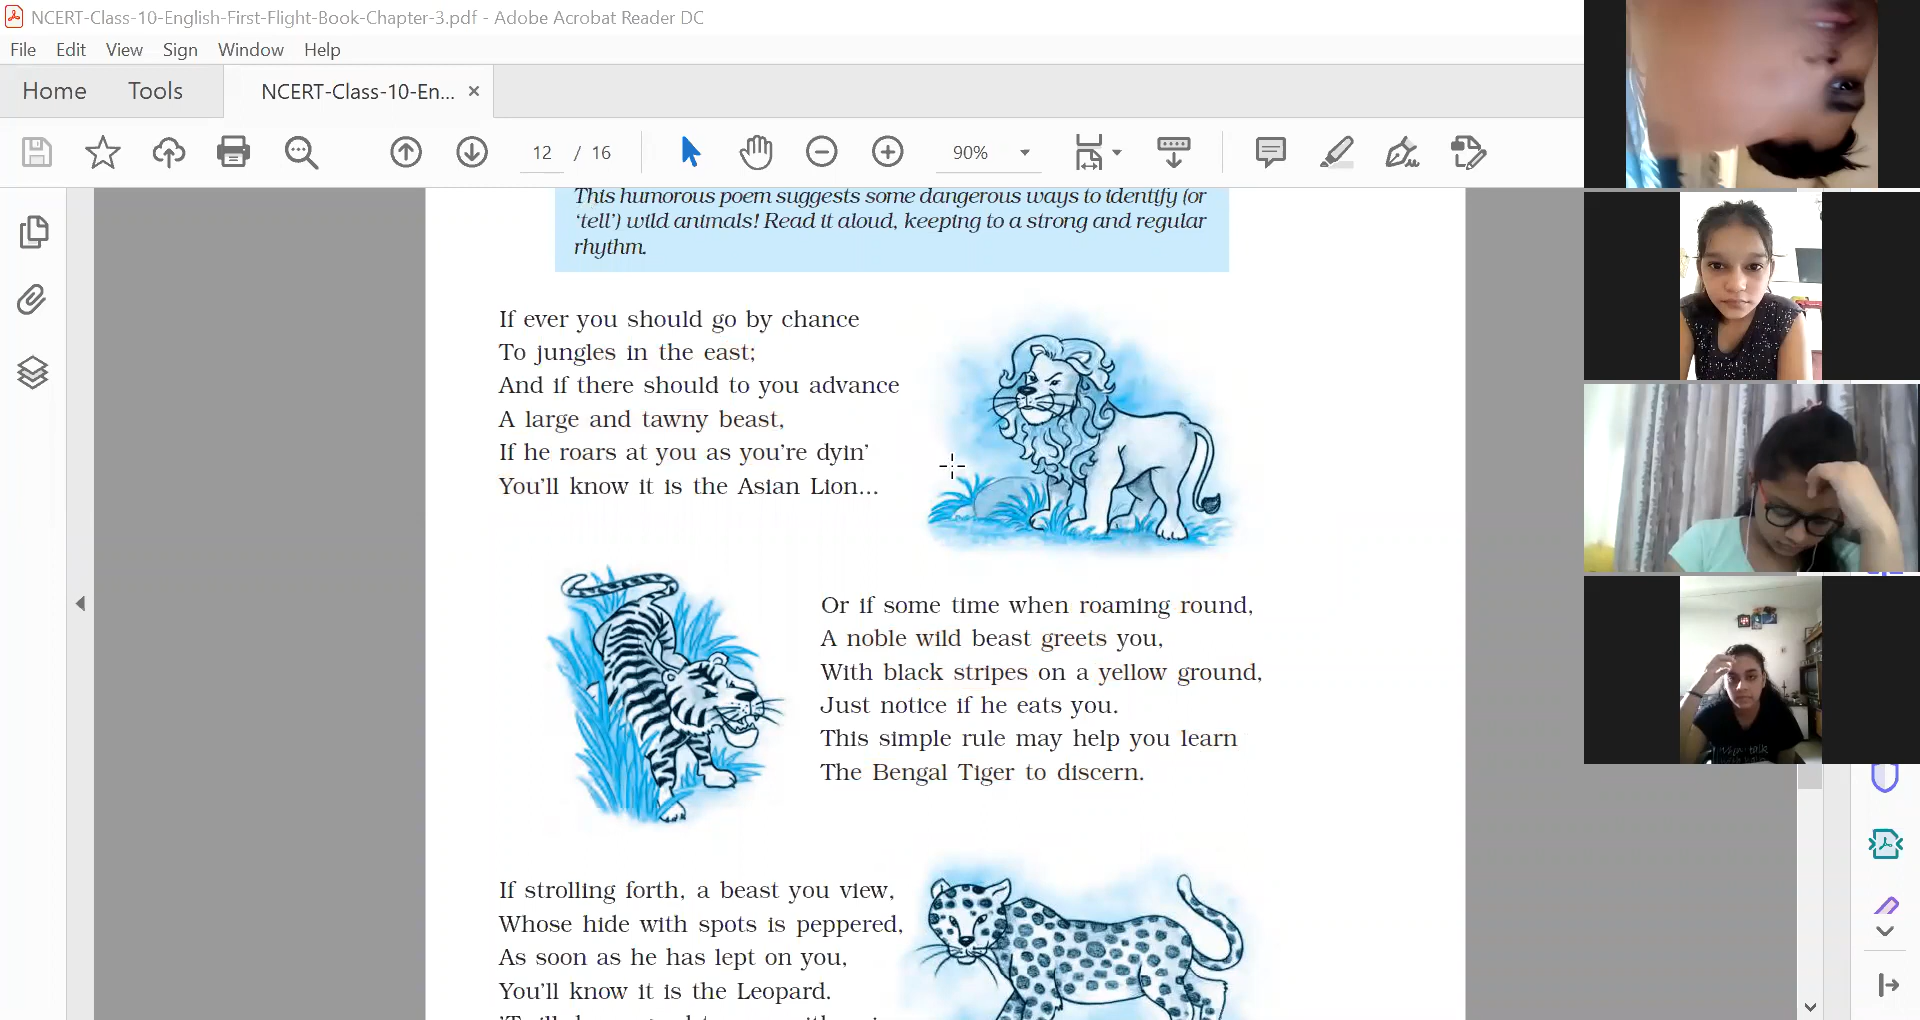 NCERT-Class-10-English-First-Flight-Book-Chapter-3.pdf - Adobe Acrobat Reader DC
File Edit View Sign Window Help
Home Tools NCERT-Class-10-En... ×
12 / 16 90%
This humorous poem suggests some dangerous ways to identify (or
‘tell’) wild animals! Read it aloud, keeping to a strong and regular
rhythm.
If ever you should go by chance
To jungles in the east;
And if there should to you advance
A large and tawny beast,
If he roars at you as you’re dyin’
You’ll know it is the Asian Lion...
Or if some time when roaming round,
A noble wild beast greets you,
With black stripes on a yellow ground,
Just notice if he eats you.
This simple rule may help you learn
The Bengal Tiger to discern.
If strolling forth, a beast you view,
Whose hide with spots is peppered,
As soon as he has lept on you,
You’ll know it is the Leopard.